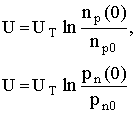 U = U_T ln n_p(0)/n_p0,
U = U_T ln p_n(0)/p_n0